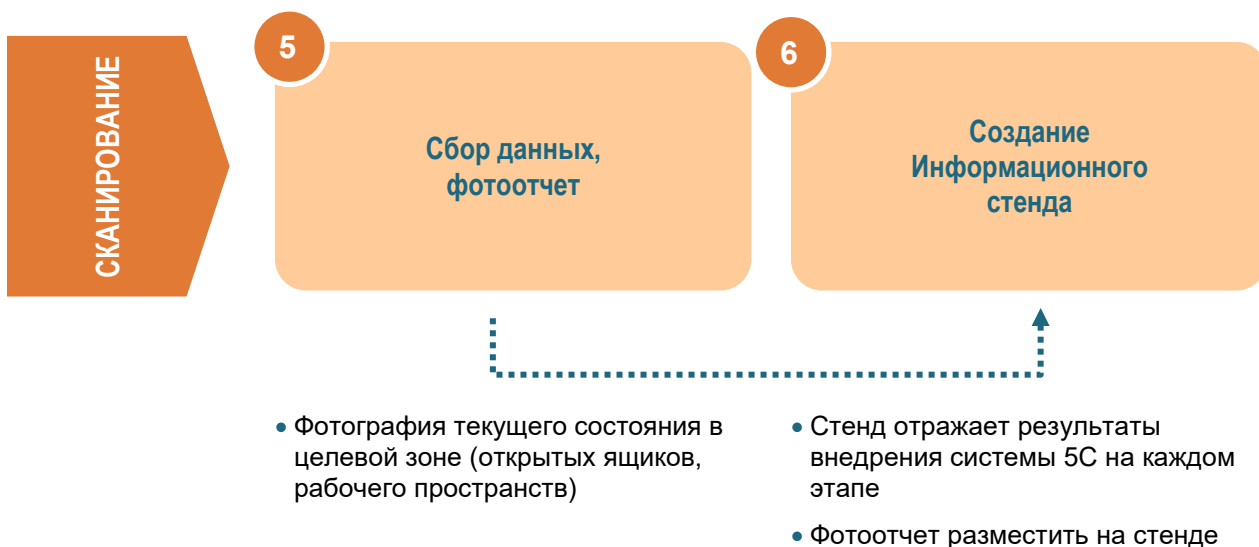 СКАНИРОВАНИЕ
5
Сбор данных,
фотоотчет
6
Создание
Информационного
стенда
• Фотография текущего состояния в
целевой зоне (открытых ящиков,
рабочего пространств)
• Стенд отражает результаты
внедрения системы 5С на каждом
этапе
• Фотоотчет разместить на стенде